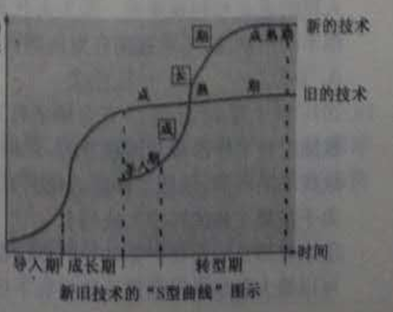 期 成熟期 新的技术
长
成 熟 期 旧的技术
成
导入期
时间
导入期 成长期 转型期
新旧技术的“S型曲线”图示